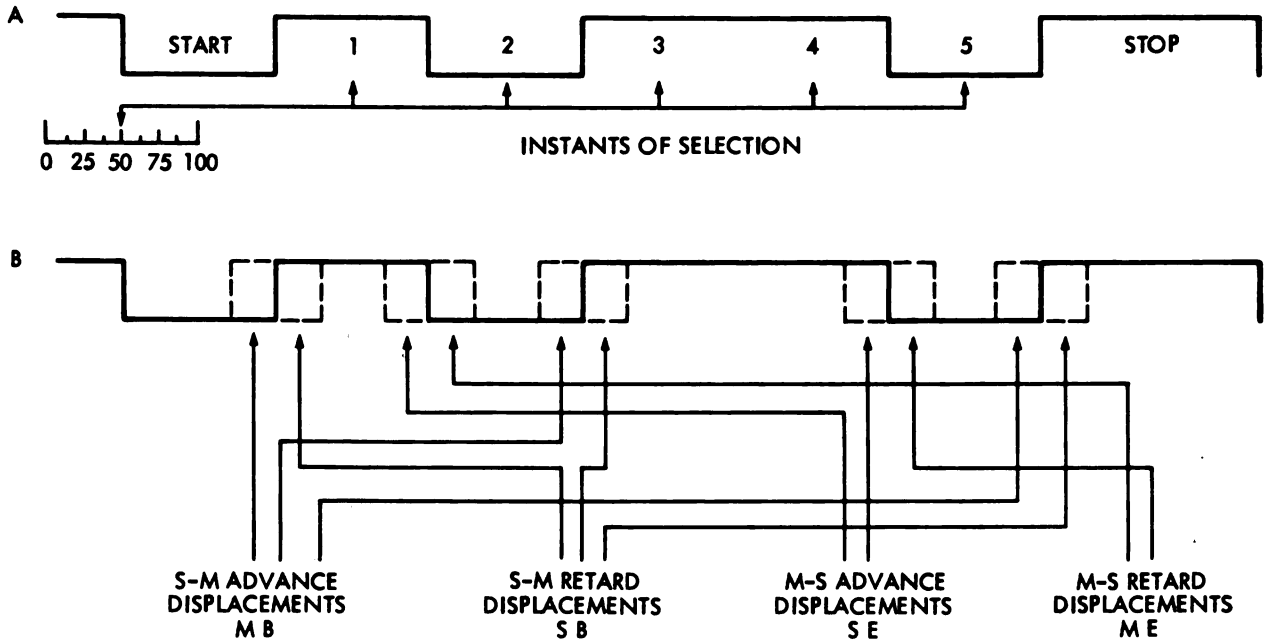 A
START 1 2 3 4 5 STOP
0 25 50 75 100
INSTANTS OF SELECTION
B
S-M ADVANCE
DISPLACEMENTS
M B
S-M RETARD
DISPLACEMENTS
S B
M-S ADVANCE
DISPLACEMENTS
S E
M-S RETARD
DISPLACEMENTS
M E